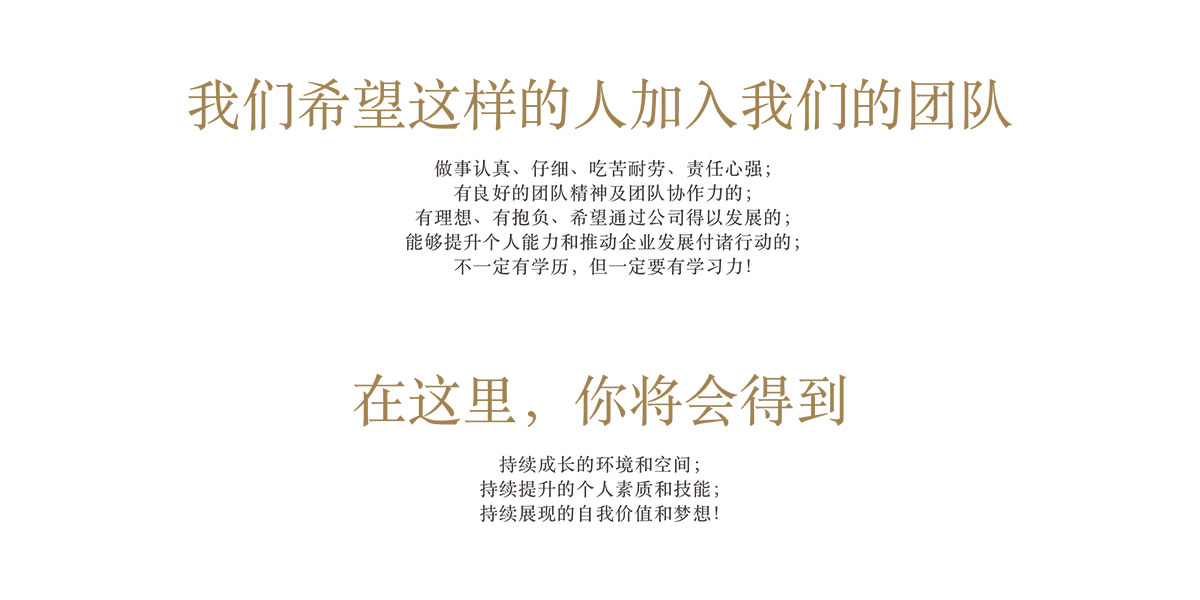 我们希望这样的人加入我们的团队
做事认真、仔细、吃苦耐劳、责任心强；
有良好的团队精神及团队协作力的；
有理想、有抱负、希望通过公司得以发展的；
能够提升个人能力和推动企业发展付诸行动的；
不一定有学历，但一定要有学习力！
在这里，你将会得到
持续成长的环境和空间；
持续提升的个人素质和技能；
持续展现的自我价值和梦想！